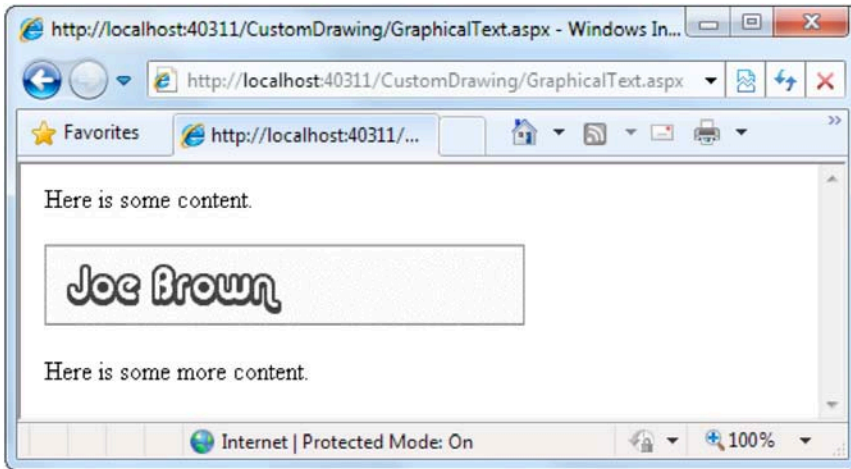 http://localhost:40311/CustomDrawing/GraphicalText.aspx - Windows In...
http://localhost:40311/CustomDrawing/GraphicalText.aspx
Favorites
http://localhost:40311/...
Here is some content.
Joe Brown
Here is some more content.
Internet | Protected Mode: On
100%